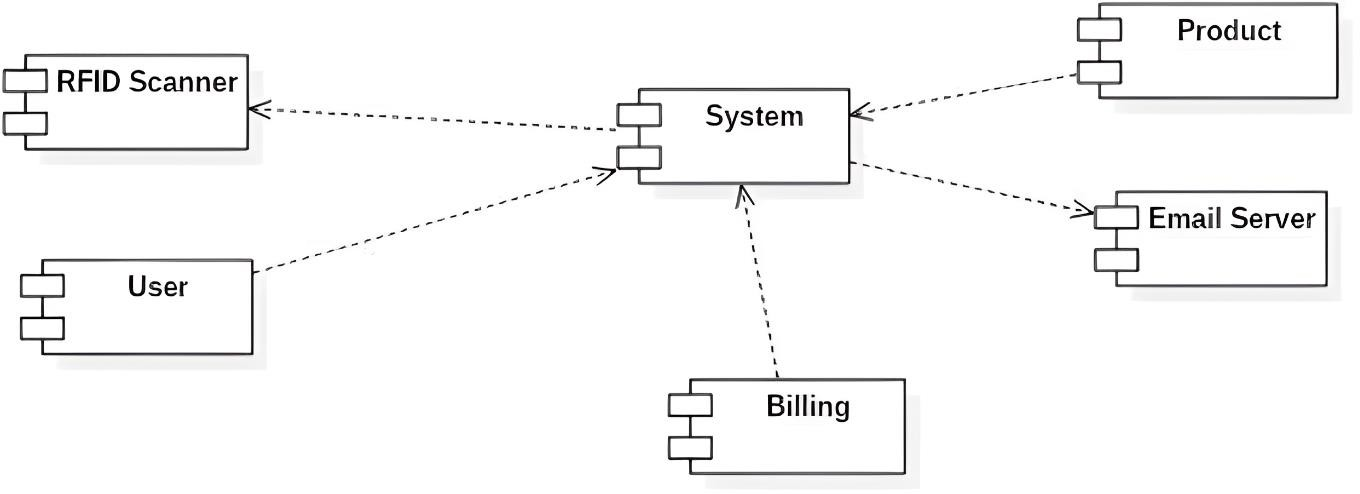 Product
RFID Scanner
System
Email Server
User
Billing